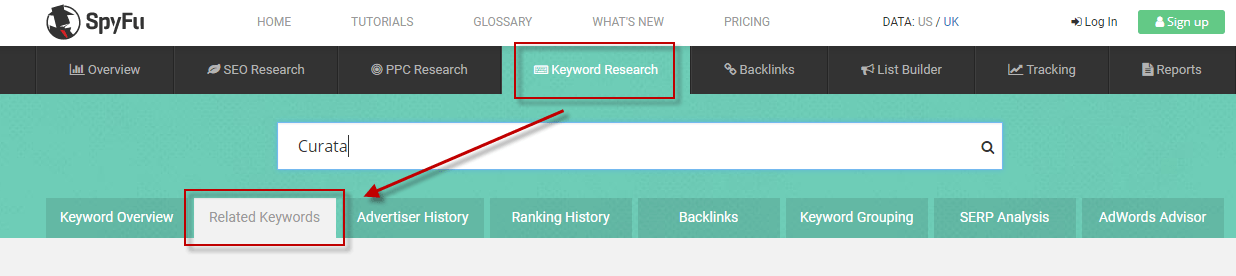 SpyFu HOME TUTORIALS GLOSSARY WHAT'S NEW PRICING DATA: US / UK Log In Sign up
Overview SEO Research PPC Research Keyword Research Backlinks List Builder Tracking Reports
Curata
Keyword Overview Related Keywords Advertiser History Ranking History Backlinks Keyword Grouping SERP Analysis AdWords Advisor